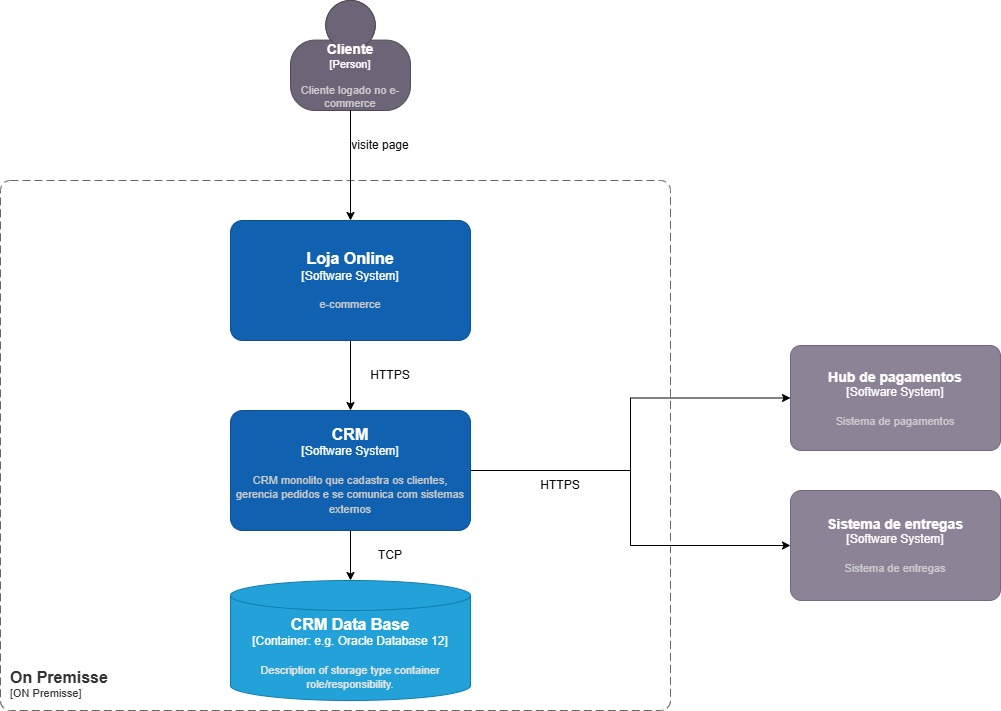 Cliente
[Person]
Cliente logado no e-
commerce
visite page
Loja Online
[Software System]
e-commerce
HTTPS
CRM
[Software System]
CRM monolito que cadastra os clientes,
gerencia pedidos e se comunica com sistemas
externos
HTTPS
Hub de pagamentos
[Software System]
Sistema de pagamentos
Sistema de entregas
[Software System]
Sistema de entregas
TCP
CRM Data Base
[Container: e.g. Oracle Database 12]
Description of storage type container
role/responsibility.
On Premisse
[ON Premisse]